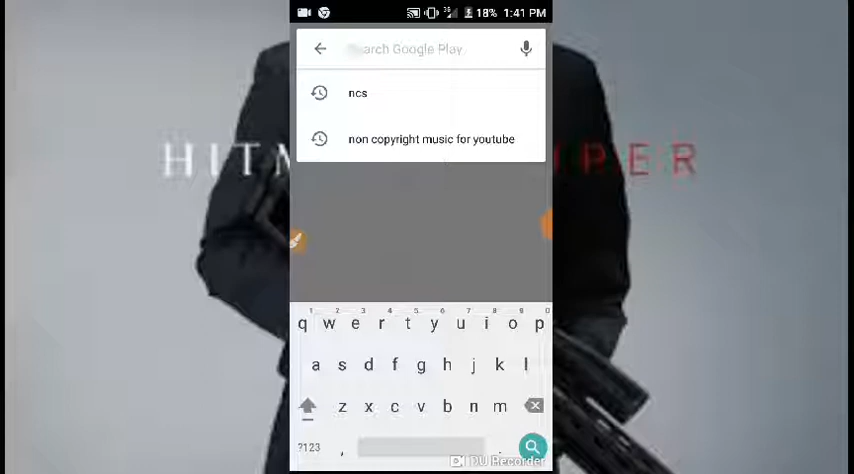 18% 1:41 PM
Search Google Play
ncs
non copyright music for youtube
HITM PER
1 2 3 4 5 6 7 8 9 0
q w e r t y u i o p
a s d f g h j k l
z x c v b n m
?123 , .
DU Recorder